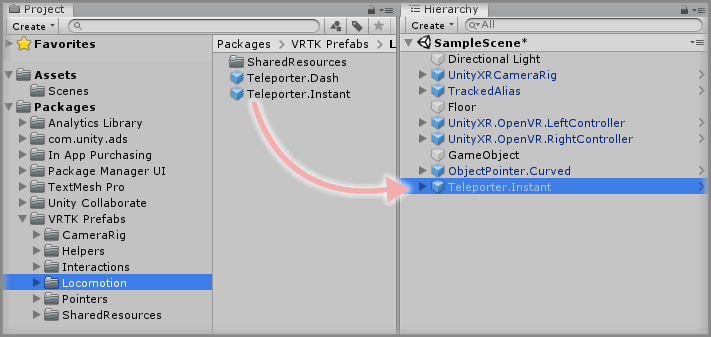 Project
Create
Favorites
Assets
Scenes
Packages
Analytics Library
com.unity.ads
In App Purchasing
Package Manager UI
TextMesh Pro
Unity Collaborate
VRTK Prefabs
CameraRig
Helpers
Interactions
Locomotion
Pointers
SharedResources
Packages > VRTK Prefabs > L
SharedResources
Teleporter.Dash
Teleporter.Instant
Hierarchy
Create
All
SampleScene*
Directional Light
UnityXRCameraRig
TrackedAlias
Floor
UnityXR.OpenVR.LeftController
UnityXR.OpenVR.RightController
GameObject
ObjectPointer.Curved
Teleporter.Instant